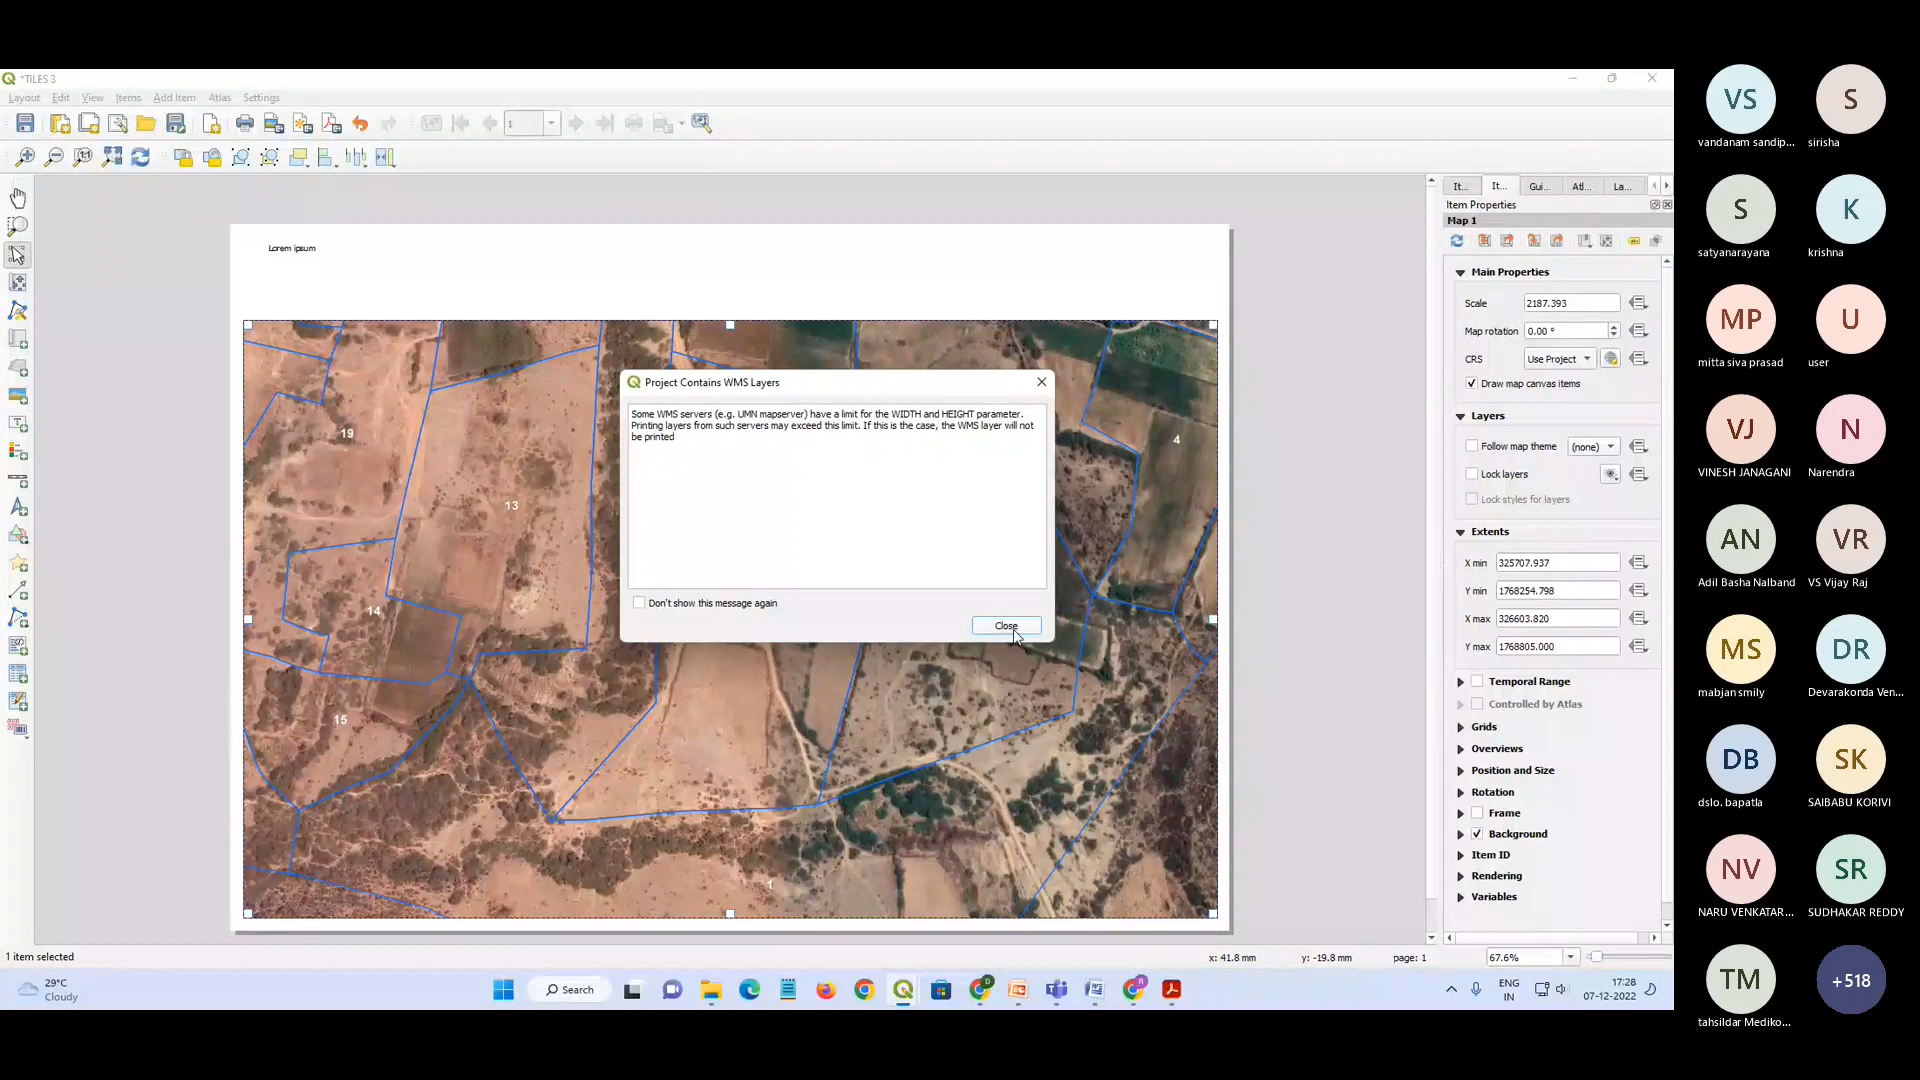 *TILES 3
Layout Edit View Items Add Item Atlas Settings
1
Lorem ipsum
19
13
14
15
4
1
Project Contains WMS Layers
Some WMS servers (e.g. UMN mapserver) have a limit for the WIDTH and HEIGHT parameter.
Printing layers from such servers may exceed this limit. If this is the case, the WMS layer will not
be printed
Don't show this message again
Close
It... It... Gui... Atl... La...
Item Properties
Map 1
Main Properties
Scale 2187.393
Map rotation 0.00 °
CRS Use Project
Draw map canvas items
Layers
Follow map theme (none)
Lock layers
Lock styles for layers
Extents
X min 325707.937
Y min 1768254.798
X max 326603.820
Y max 1768805.000
Temporal Range
Controlled by Atlas
Grids
Overviews
Position and Size
Rotation
Frame
Background
Item ID
Rendering
Variables
1 item selected
x: 41.8 mm y: -19.8 mm page: 1 67.6%
29°C
Cloudy
Search
ENG
IN
17:28
07-12-2022
VS S
vandanam sandip... sirisha
S K
satyanarayana krishna
MP U
mitta siva prasad user
VJ N
VINESH JANAGANI Narendra
AN VR
Adil Basha Nalband VS Vijay Raj
MS DR
mabjan smily Devarakonda Ven...
DB SK
dslo. bapatla SAIBABU KORIVI
NV SR
NARU VENKATAR... SUDHAKAR REDDY
TM +518
tahsildar Mediko...